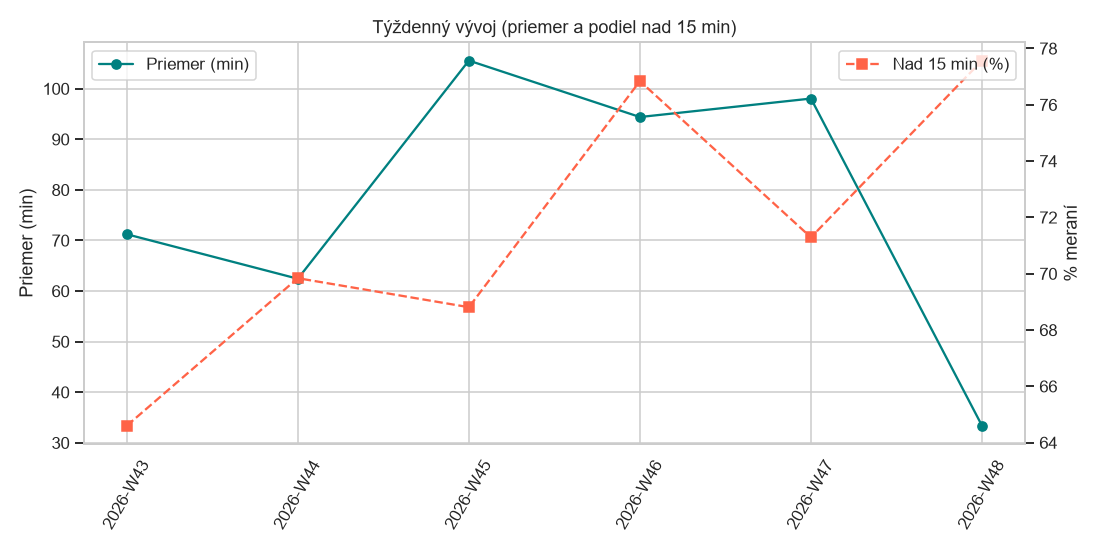 Týždenný vývoj (priemer a podiel nad 15 min)
Priemer (min)
Nad 15 min (%)
Priemer (min)
100
90
80
70
60
50
40
30
78
76
74
72
70
68
66
64
% meraní
2026-W43
2026-W44
2026-W45
2026-W46
2026-W47
2026-W48